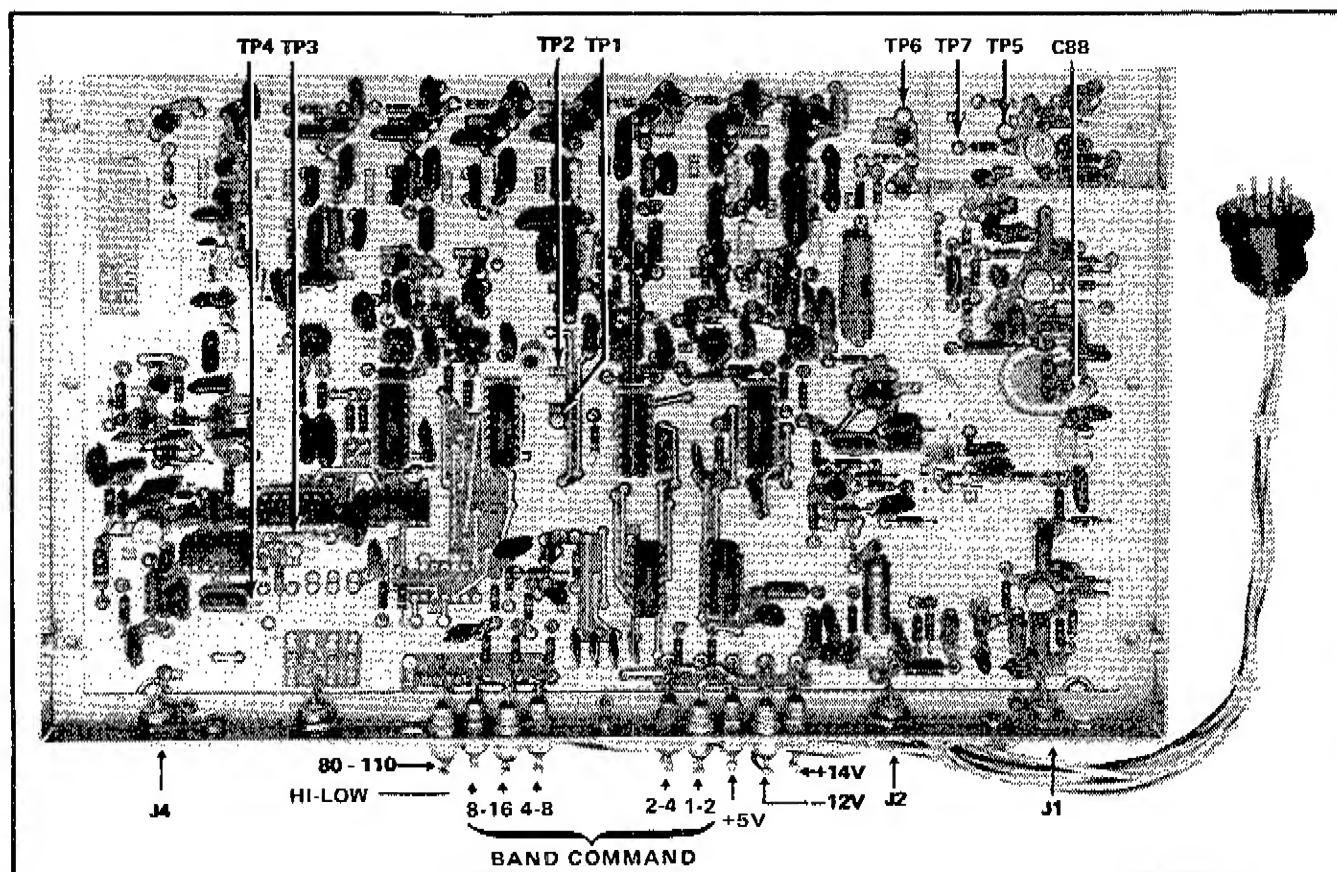 TP4 TP3 TP2 TP1 TP6 TP7 TP5 C88
80 - 110
+14V
HI-LOW
-12V
J4 8-16 4-8 2-4 1-2 +5V J2 J1
BAND COMMAND